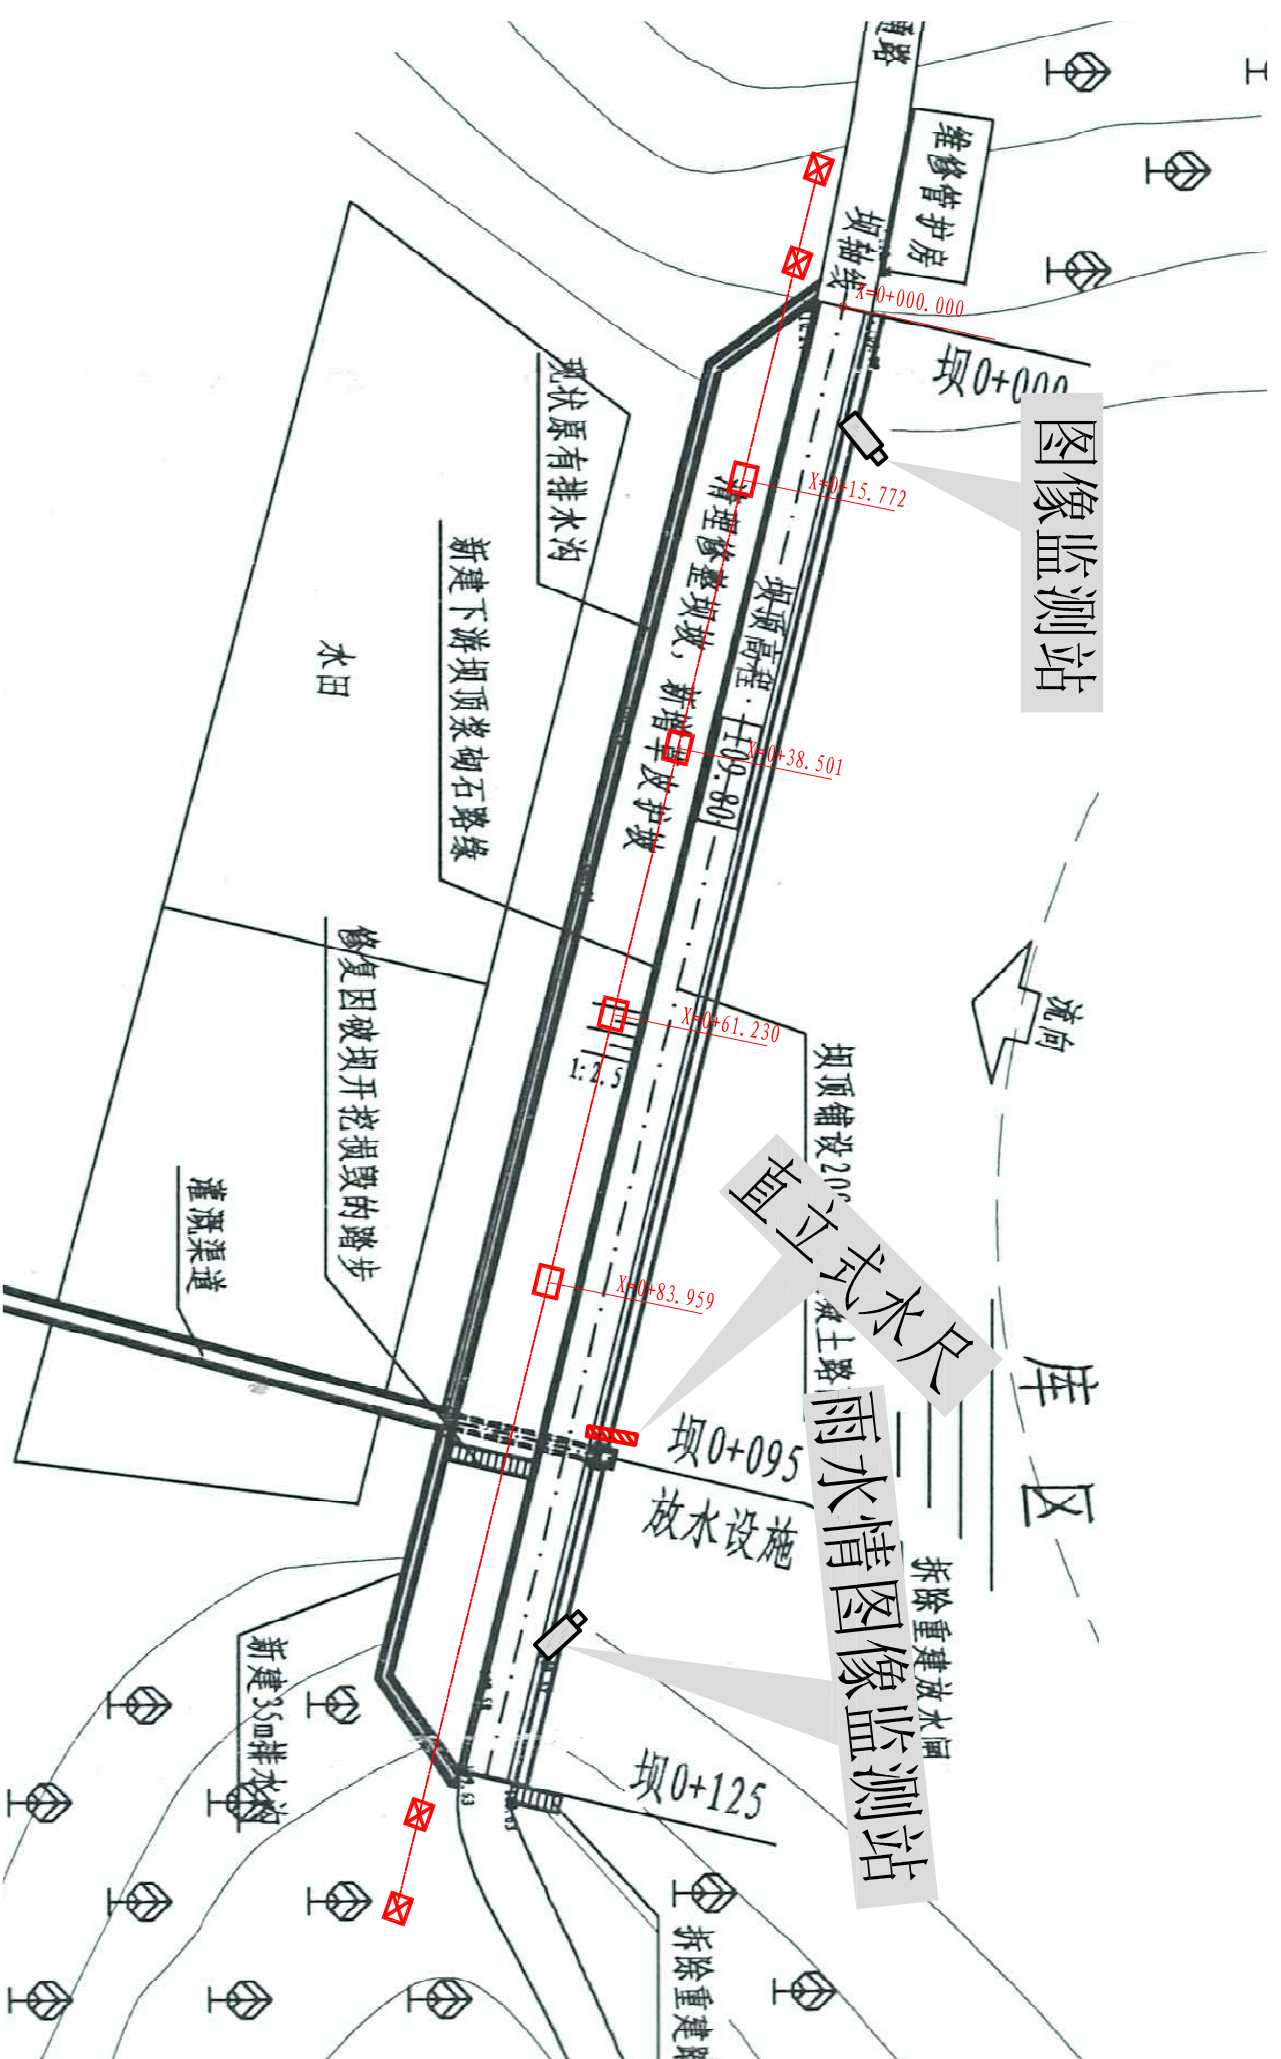 通路
维修管护房
坝轴线
X=0+000.000
坝0+000
图像监测站
现状原有排水沟
X=0+15.772
清理修整坝坡，新增草皮护坡
新建下游坝顶浆砌石路缘
坝顶高程：
109.80
水田
X=0+38.501
修复因破坝开挖损毁的踏步
流向
X=0+61.230
1:2.5
坝顶铺设20
凝土路
直立式水尺
灌溉渠道
X=0+83.959
库区
坝0+095
放水设施
雨水情图像监测站
拆除重建放水闸
新建35m排水沟
坝0+125
拆除重建